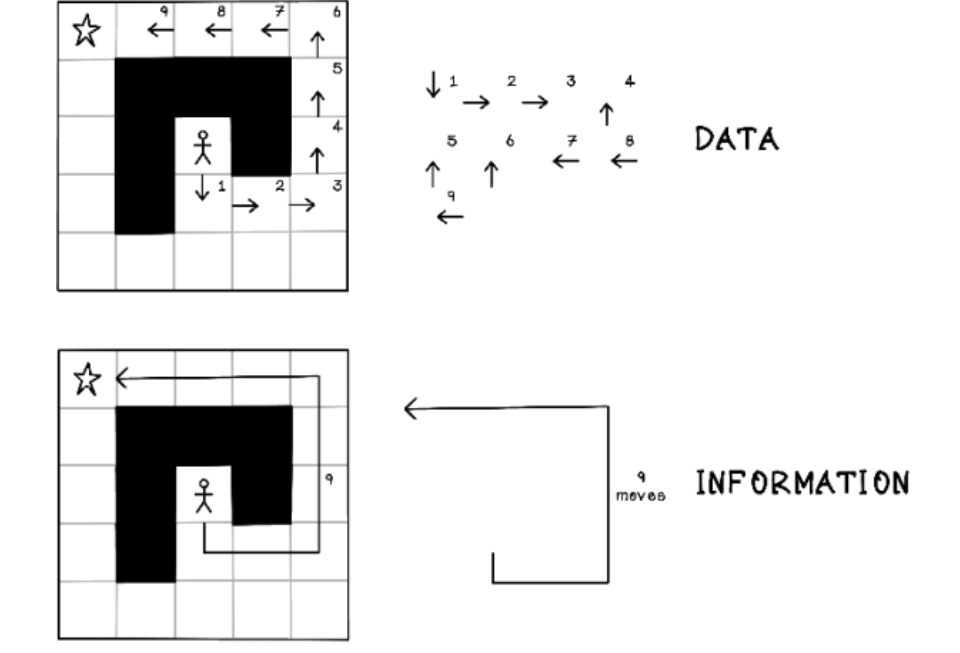 9 8 7 6
5
4
1 2 3
1 2 3 4
5 6 7 8
9
DATA
9
9
moves
INFORMATION